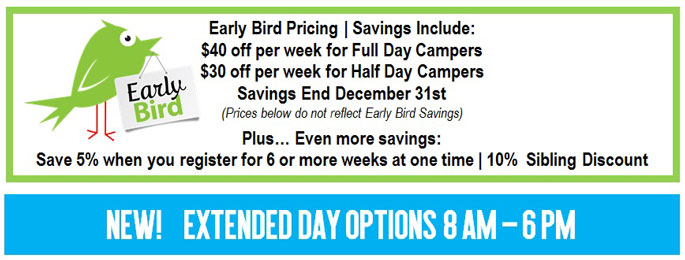 Early Bird Pricing | Savings Include:
$40 off per week for Full Day Campers
$30 off per week for Half Day Campers
Savings End December 31st
(Prices below do not reflect Early Bird Savings)
Early
Bird
Plus… Even more savings:
Save 5% when you register for 6 or more weeks at one time | 10% Sibling Discount
NEW! EXTENDED DAY OPTIONS 8 AM – 6 PM